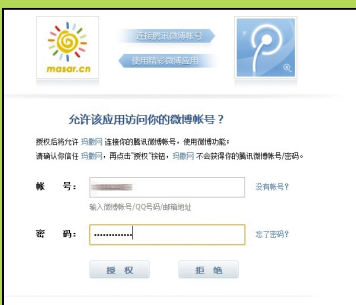 连接腾讯微博帐号
使用精彩微博应用
masar.cn
允许该应用访问你的微博帐号？
授权后将允许 玛撒网 连接你的腾讯微博帐号，使用微博功能；
请确认你信任 玛撒网，再点击"授权"按钮，玛撒网 不会获得你的腾讯微博帐号/密码。
帐 号： 没有帐号？
输入微博帐号/QQ号码/邮箱地址
密 码： 忘了密码？
授 权 拒 绝